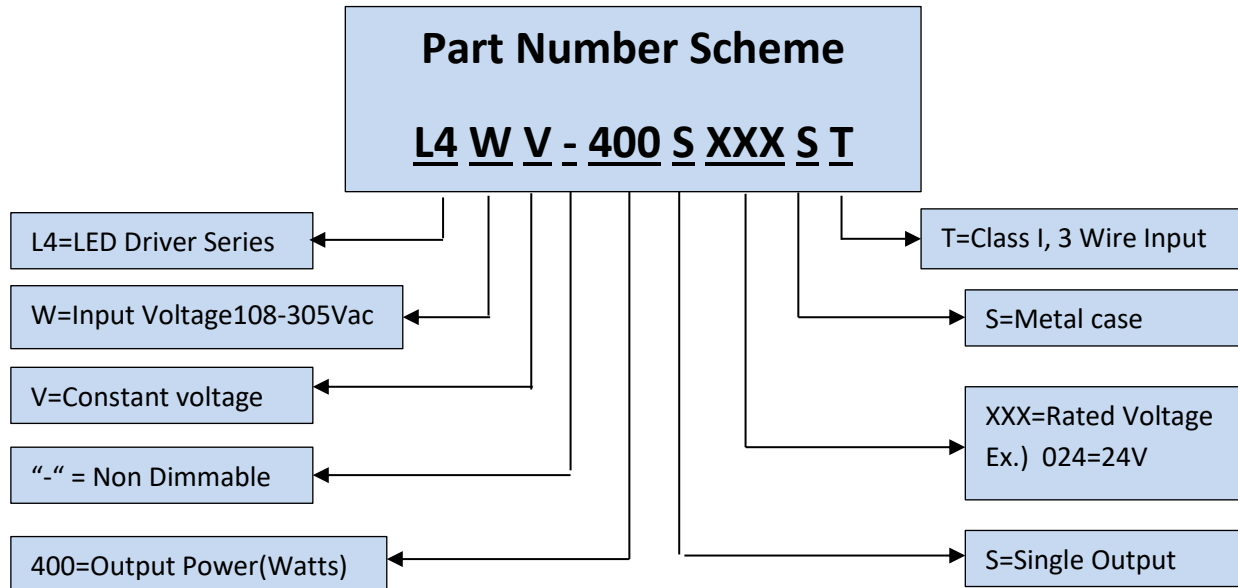 Part Number Scheme
L4 W V - 400 S XXX S T
L4=LED Driver Series
W=Input Voltage108-305Vac
V=Constant voltage
“-“ = Non Dimmable
400=Output Power(Watts)
T=Class I, 3 Wire Input
S=Metal case
XXX=Rated Voltage
Ex.) 024=24V
S=Single Output